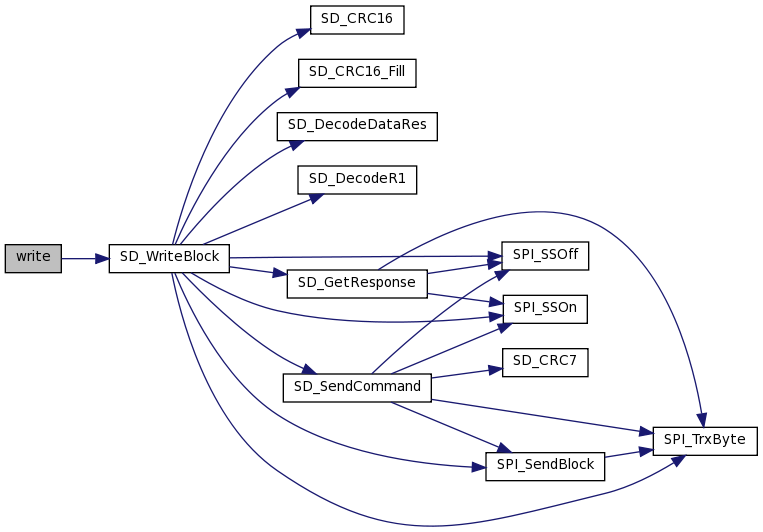 SD_CRC16
SD_CRC16_Fill
SD_DecodeDataRes
SD_DecodeR1
write
SD_WriteBlock
SPI_SSOff
SD_GetResponse
SPI_SSOn
SD_CRC7
SD_SendCommand
SPI_TrxByte
SPI_SendBlock